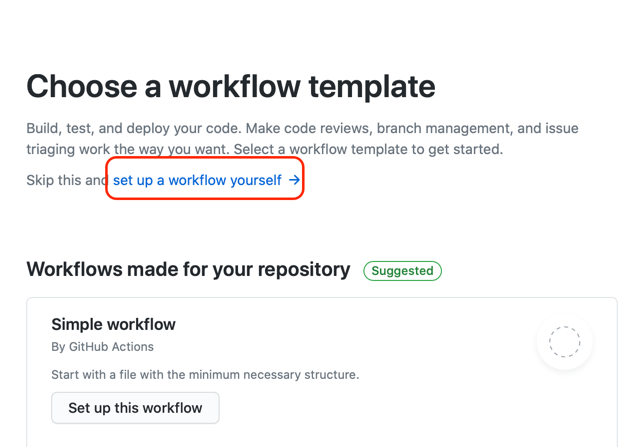 Choose a workflow template
Build, test, and deploy your code. Make code reviews, branch management, and issue
triaging work the way you want. Select a workflow template to get started.
Skip this and set up a workflow yourself →
Workflows made for your repository Suggested
Simple workflow
By GitHub Actions
Start with a file with the minimum necessary structure.
Set up this workflow